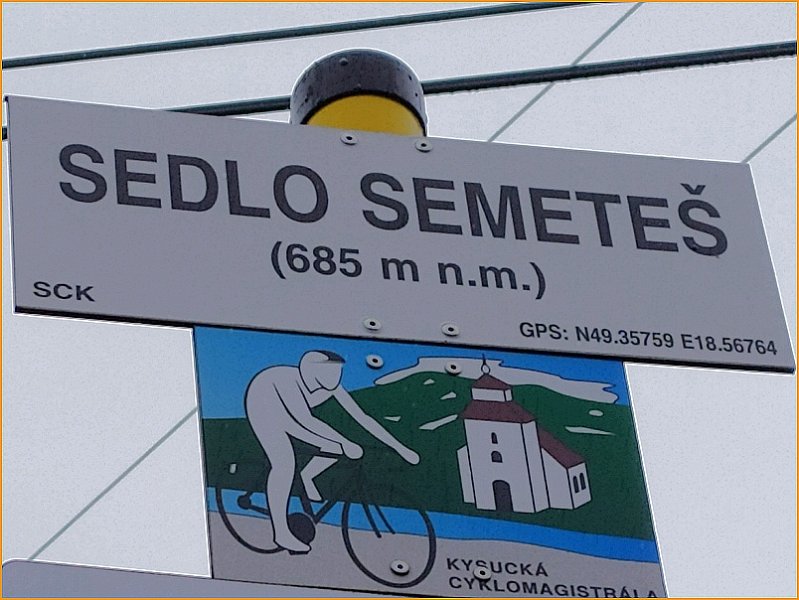 SEDLO SEMETEŠ
(685 m n.m.)
SCK
GPS: N49.35759 E18.56764
KYSUCKÁ
CYKLOMAGISTRÁLA